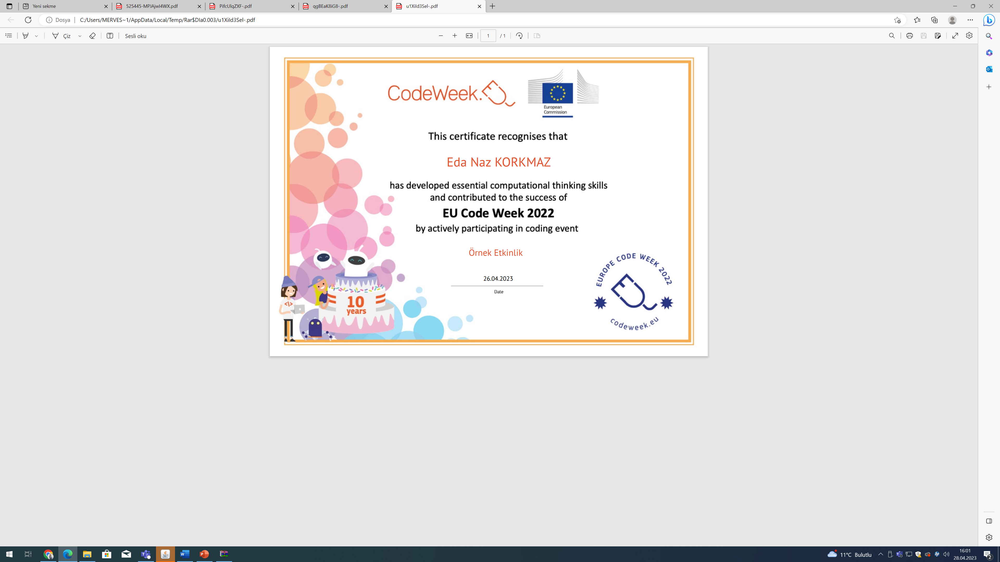 Yeni sekme
525445-MPJAjwI4WX.pdf
PifcUlqZXF-.pdf
qgBEaK8iG8-.pdf
u1XiId3Sel-.pdf
Dosya
C:/Users/MERVES~1/AppData/Local/Temp/Rar$DIa0.003/u1XiId3Sel-.pdf
Çiz
Sesli oku
1
/ 1
CodeWeek.
European
Commission
This certificate recognises that
Eda Naz KORKMAZ
has developed essential computational thinking skills
and contributed to the success of
EU Code Week 2022
by actively participating in coding event
Örnek Etkinlik
26.04.2023
Date
10
years
</>
EUROPE CODE WEEK 2022
codeweek.eu
11°C Bulutlu
16:01
28.04.2023
2